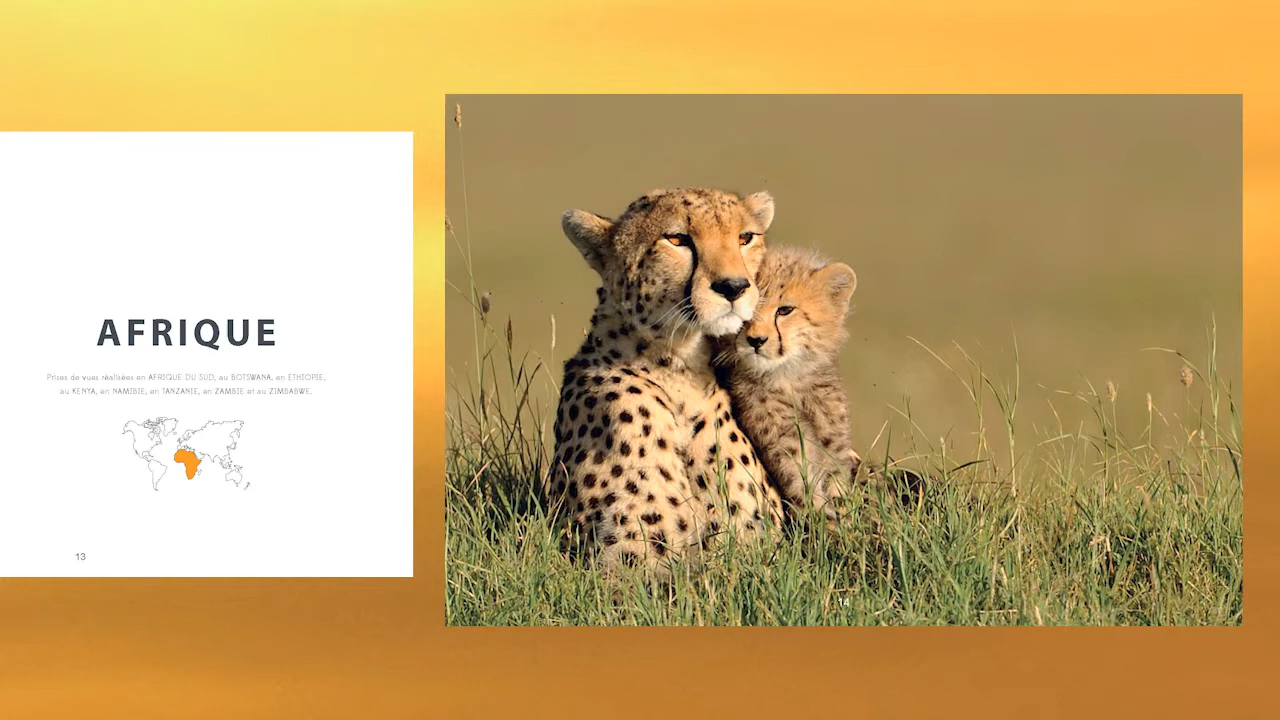 AFRIQUE
Prises de vues réalisées en AFRIQUE DU SUD, au BOTSWANA, en ETHIOPIE,
au KENYA, en NAMIBIE, en TANZANIE, en ZAMBIE et au ZIMBABWE.
13
14